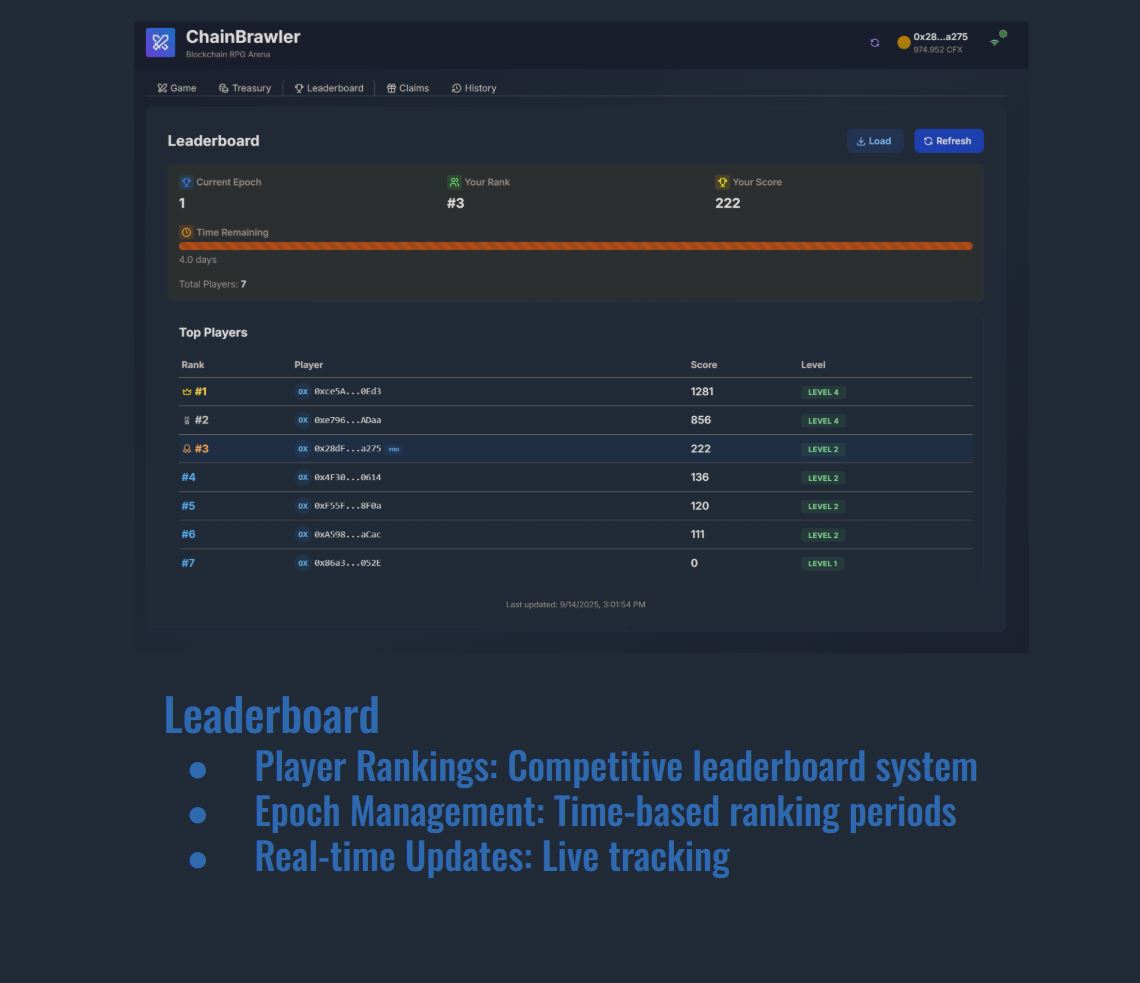 ChainBrawler
Blockchain RPG Arena
0x28...a275
974.952 CFX
Game Treasury Leaderboard Claims History
Leaderboard
Load Refresh
Current Epoch Your Rank Your Score
1 #3 222
Time Remaining
4.0 days
Total Players: 7
Top Players
Rank Player Score Level
#1 0X 0xce5A...0Ed3 1281 LEVEL 4
#2 0X 0xe796...ADaa 856 LEVEL 4
#3 0X 0x28dF...a275 YOU 222 LEVEL 2
#4 0X 0x4F30...0614 136 LEVEL 2
#5 0X 0xF55F...8F0a 120 LEVEL 2
#6 0X 0xA598...aCac 111 LEVEL 2
#7 0X 0x86a3...052E 0 LEVEL 1
Last updated: 9/14/2025, 3:01:54 PM
Leaderboard
● Player Rankings: Competitive leaderboard system
● Epoch Management: Time-based ranking periods
● Real-time Updates: Live tracking